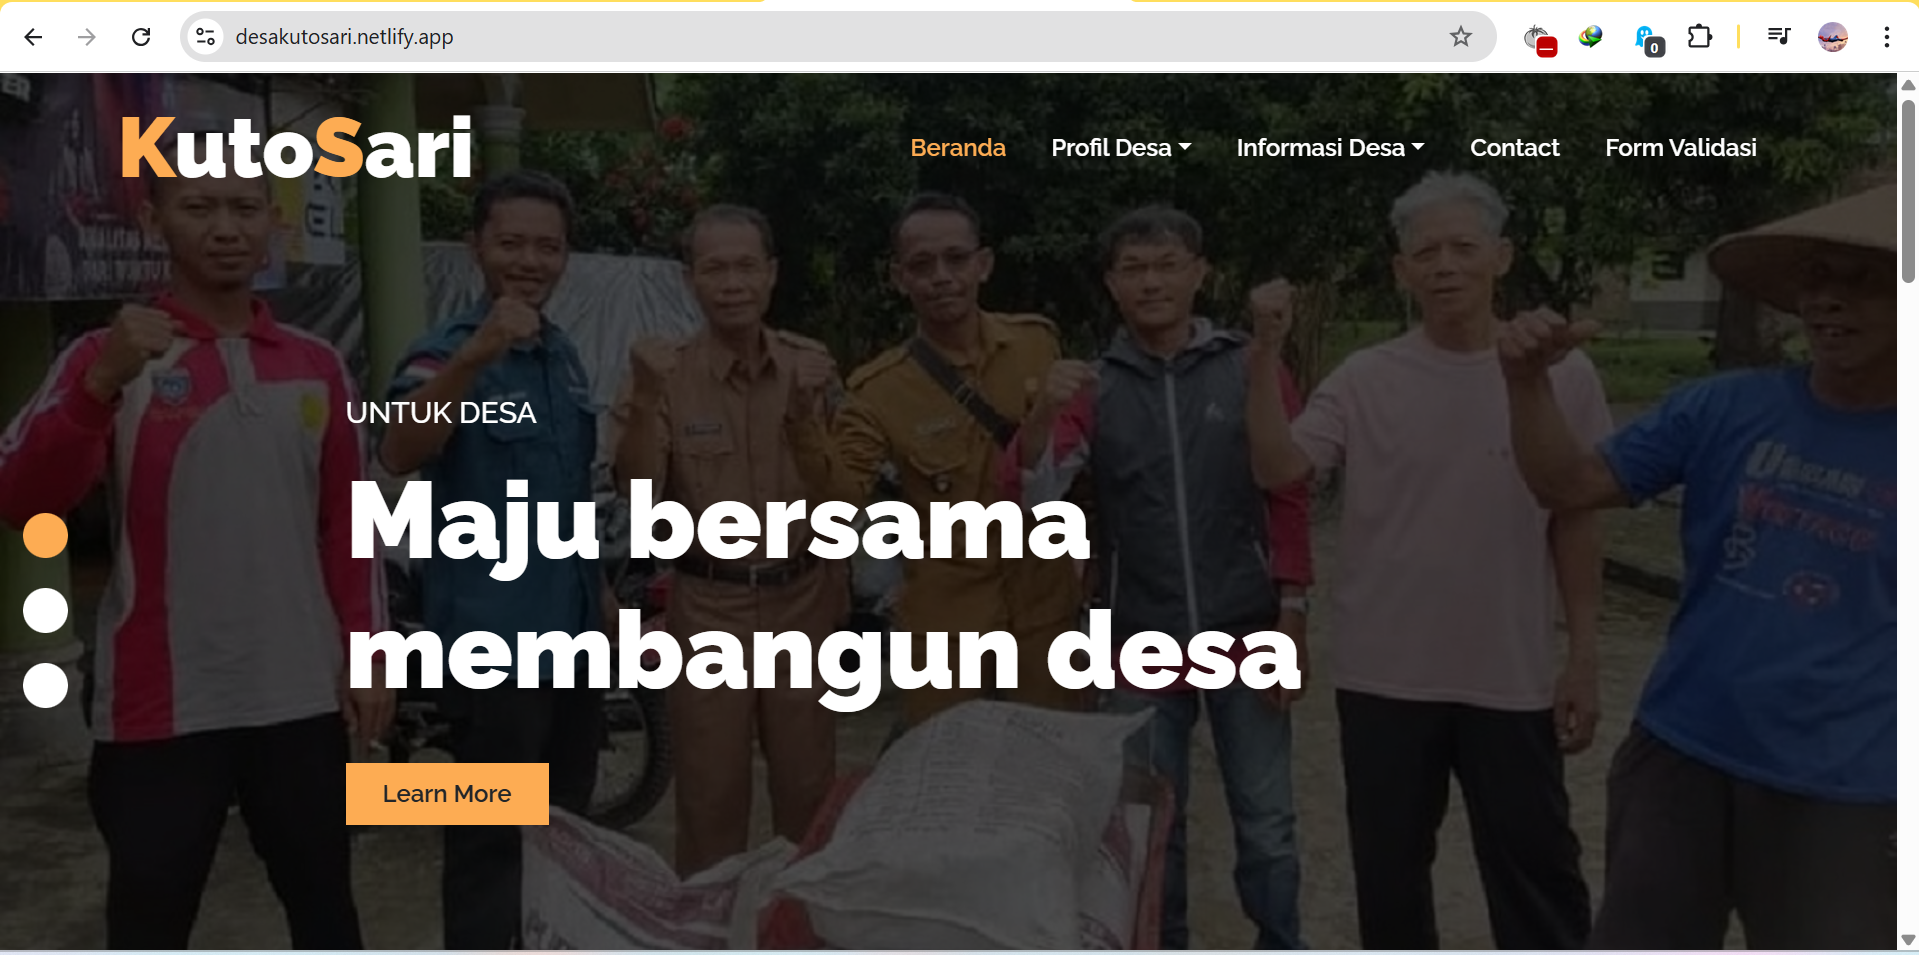 desakutosari.netlify.app
0
KutoSari
Beranda
Profil Desa
Informasi Desa
Contact
Form Validasi
UNTUK DESA
Maju bersama
membangun desa
Learn More